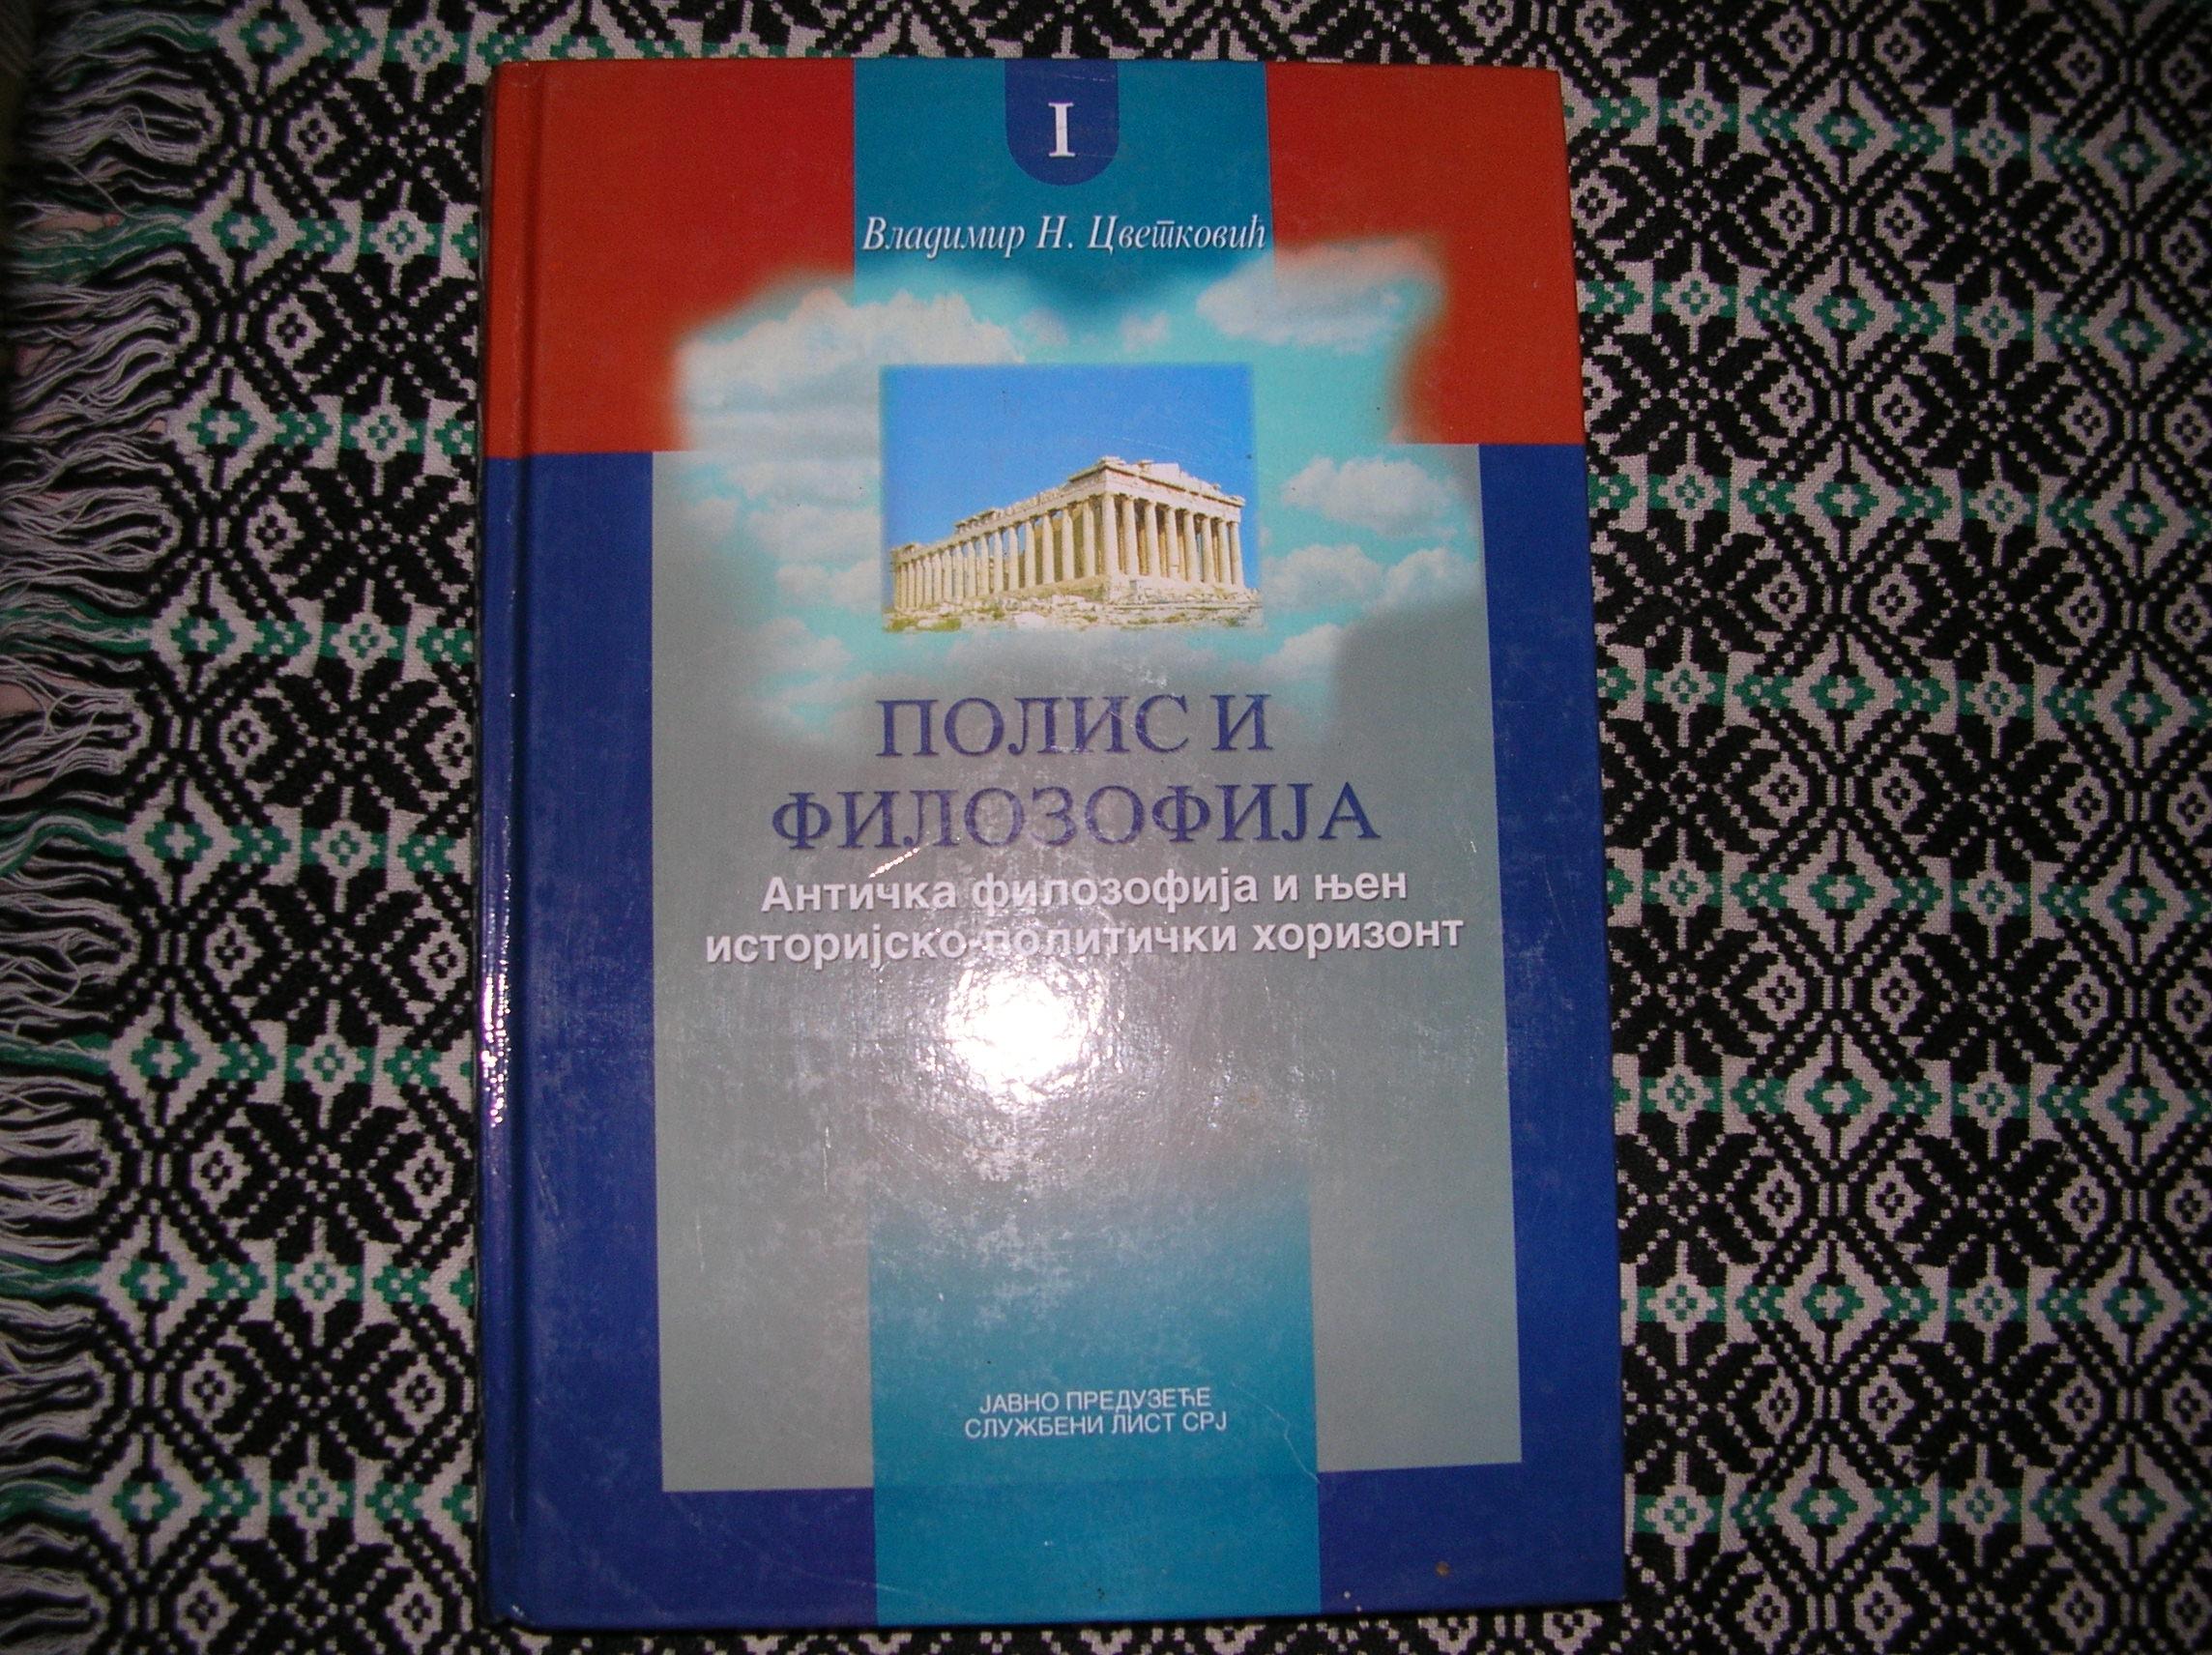 I
Владимир Н. Цветковић
ПОЛИС И
ФИЛОЗОФИЈА
Античка филозофија и њен
историјско-политички хоризонт
ЈАВНО ПРЕДУЗЕЋЕ
СЛУЖБЕНИ ЛИСТ СРЈ